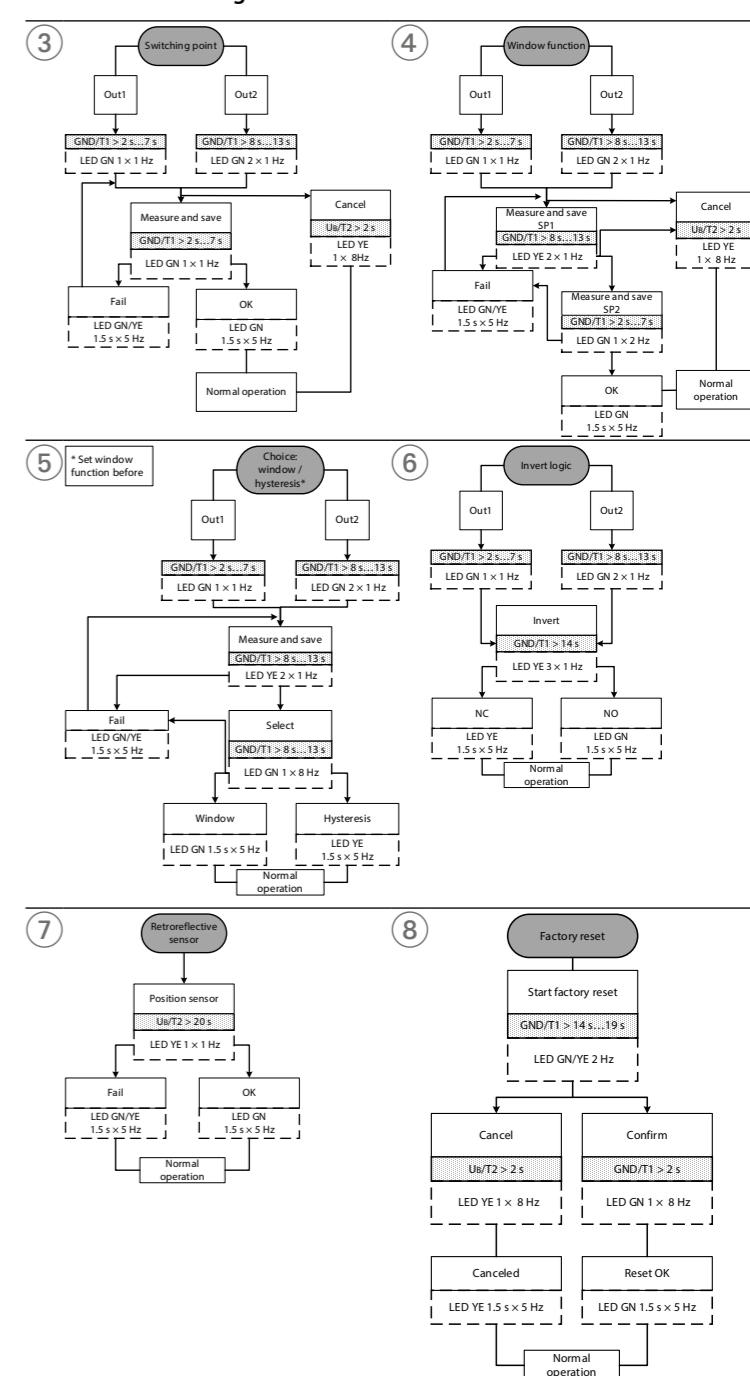 ③
Switching point
Out1
Out2
GND/T1 > 2 s...7 s
LED GN 1 × 1 Hz
GND/T1 > 8 s...13 s
LED GN 2 × 1 Hz
Measure and save
GND/T1 > 2 s...7 s
LED GN 1 × 1 Hz
Cancel
UB/T2 > 2 s
LED YE
1 × 8Hz
Fail
LED GN/YE
1.5 s × 5 Hz
OK
LED GN
1.5 s × 5 Hz
Normal operation
④
Window function
Out1
Out2
GND/T1 > 2 s...7 s
LED GN 1 × 1 Hz
GND/T1 > 8 s...13 s
LED GN 2 × 1 Hz
Measure and save
SP1
GND/T1 > 8 s...13 s
LED YE 2 × 1 Hz
Cancel
UB/T2 > 2 s
LED YE
1 × 8 Hz
Fail
LED GN/YE
1.5 s × 5 Hz
Measure and save
SP2
GND/T1 > 2 s...7 s
LED GN 1 × 2 Hz
OK
LED GN
1.5 s × 5 Hz
Normal
operation
⑤
* Set window
function before
Choice:
window /
hysteresis*
Out1
Out2
GND/T1 > 2 s...7 s
LED GN 1 × 1 Hz
GND/T1 > 8 s...13 s
LED GN 2 × 1 Hz
Measure and save
GND/T1 > 8 s...13 s
LED YE 2 × 1 Hz
Fail
LED GN/YE
1.5 s × 5 Hz
Select
GND/T1 > 8 s...13 s
LED GN 1 × 8 Hz
Window
LED GN 1.5 s × 5 Hz
Hysteresis
LED YE
1.5 s × 5 Hz
Normal
operation
⑥
Invert logic
Out1
Out2
GND/T1 > 2 s...7 s
LED GN 1 × 1 Hz
GND/T1 > 8 s...13 s
LED GN 2 × 1 Hz
Invert
GND/T1 > 14 s
LED YE 3 × 1 Hz
NC
LED YE
1.5 s × 5 Hz
NO
LED GN
1.5 s × 5 Hz
Normal
operation
⑦
Retroreflective
sensor
Position sensor
UB/T2 > 20 s
LED YE 1 × 1 Hz
Fail
LED GN/YE
1.5 s × 5 Hz
OK
LED GN
1.5 s × 5 Hz
Normal
operation
⑧
Factory reset
Start factory reset
GND/T1 > 14 s...19 s
LED GN/YE 2 Hz
Cancel
UB/T2 > 2 s
LED YE 1 × 8 Hz
Confirm
GND/T1 > 2 s
LED GN 1 × 8 Hz
Canceled
LED YE 1.5 s × 5 Hz
Reset OK
LED GN 1.5 s × 5 Hz
Normal
operation